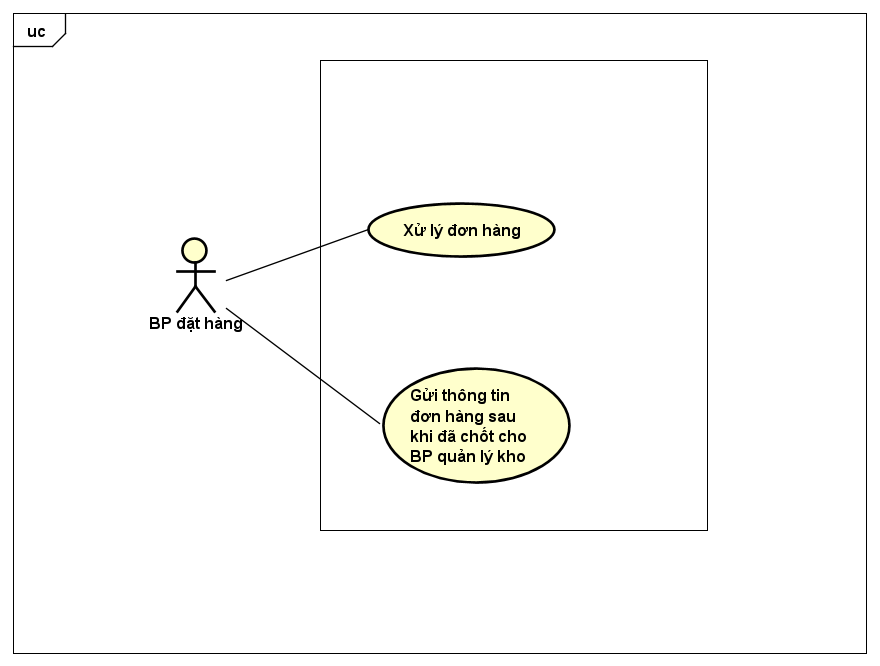 uc
Xử lý đơn hàng
BP đặt hàng
Gửi thông tin
đơn hàng sau
khi đã chốt cho
BP quản lý kho